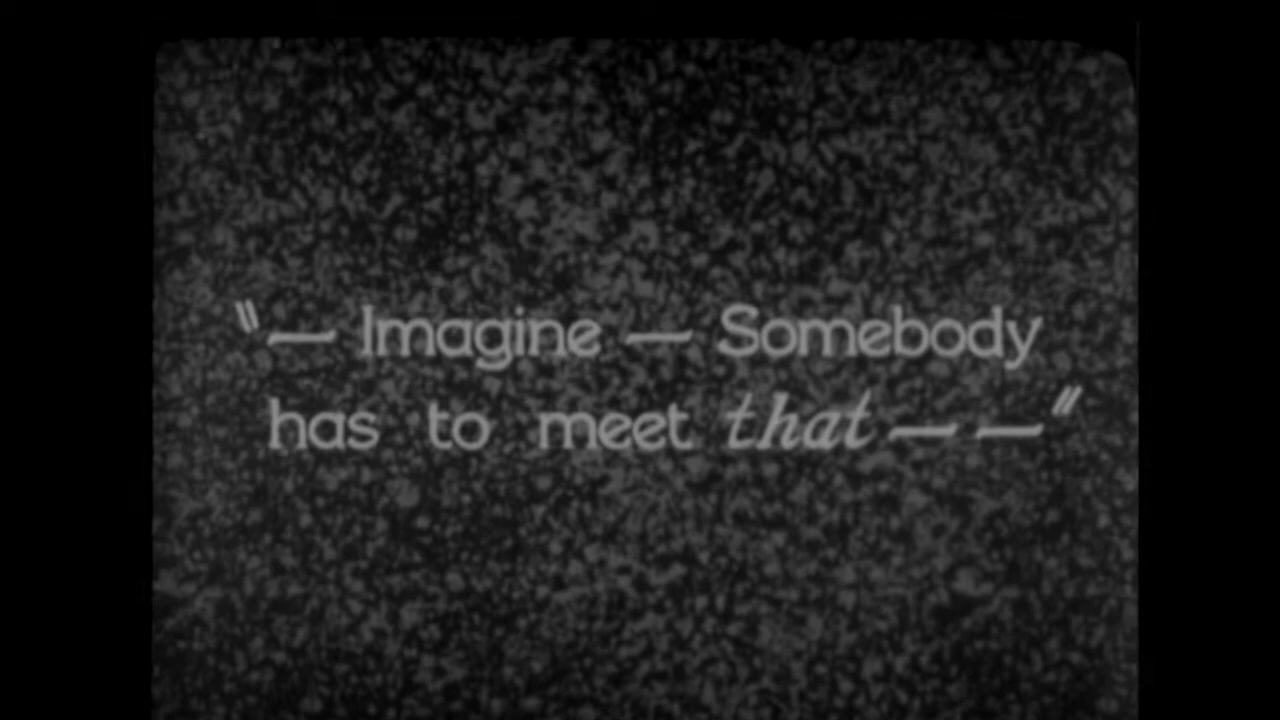 "— Imagine — Somebody
has to meet that — —"